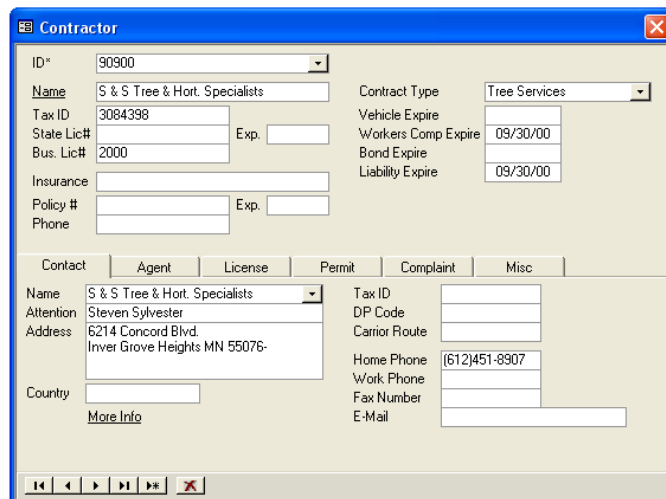 Contractor
ID* 90900
Name S & S Tree & Hort. Specialists Contract Type Tree Services
Tax ID 3084398 Vehicle Expire
State Lic# Exp. Workers Comp Expire 09/30/00
Bus. Lic# 2000 Bond Expire
Liability Expire 09/30/00
Insurance
Policy # Exp.
Phone
Contact Agent License Permit Complaint Misc
Name S & S Tree & Hort. Specialists Tax ID
Attention Steven Sylvester DP Code
Address 6214 Concord Blvd. Carrior Route
Inver Grove Heights MN 55076-
Home Phone (612)451-8907
Work Phone
Country Fax Number
More Info E-Mail